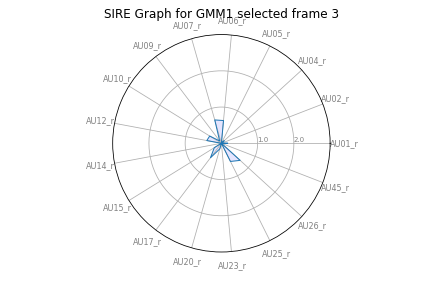 SIRE Graph for GMM1 selected frame 3
AU06_r
AU07_r
AU05_r
AU09_r
AU04_r
AU10_r
AU02_r
AU12_r
1.0
2.0
AU01_r
AU14_r
AU45_r
AU15_r
AU26_r
AU17_r
AU25_r
AU20_r
AU23_r